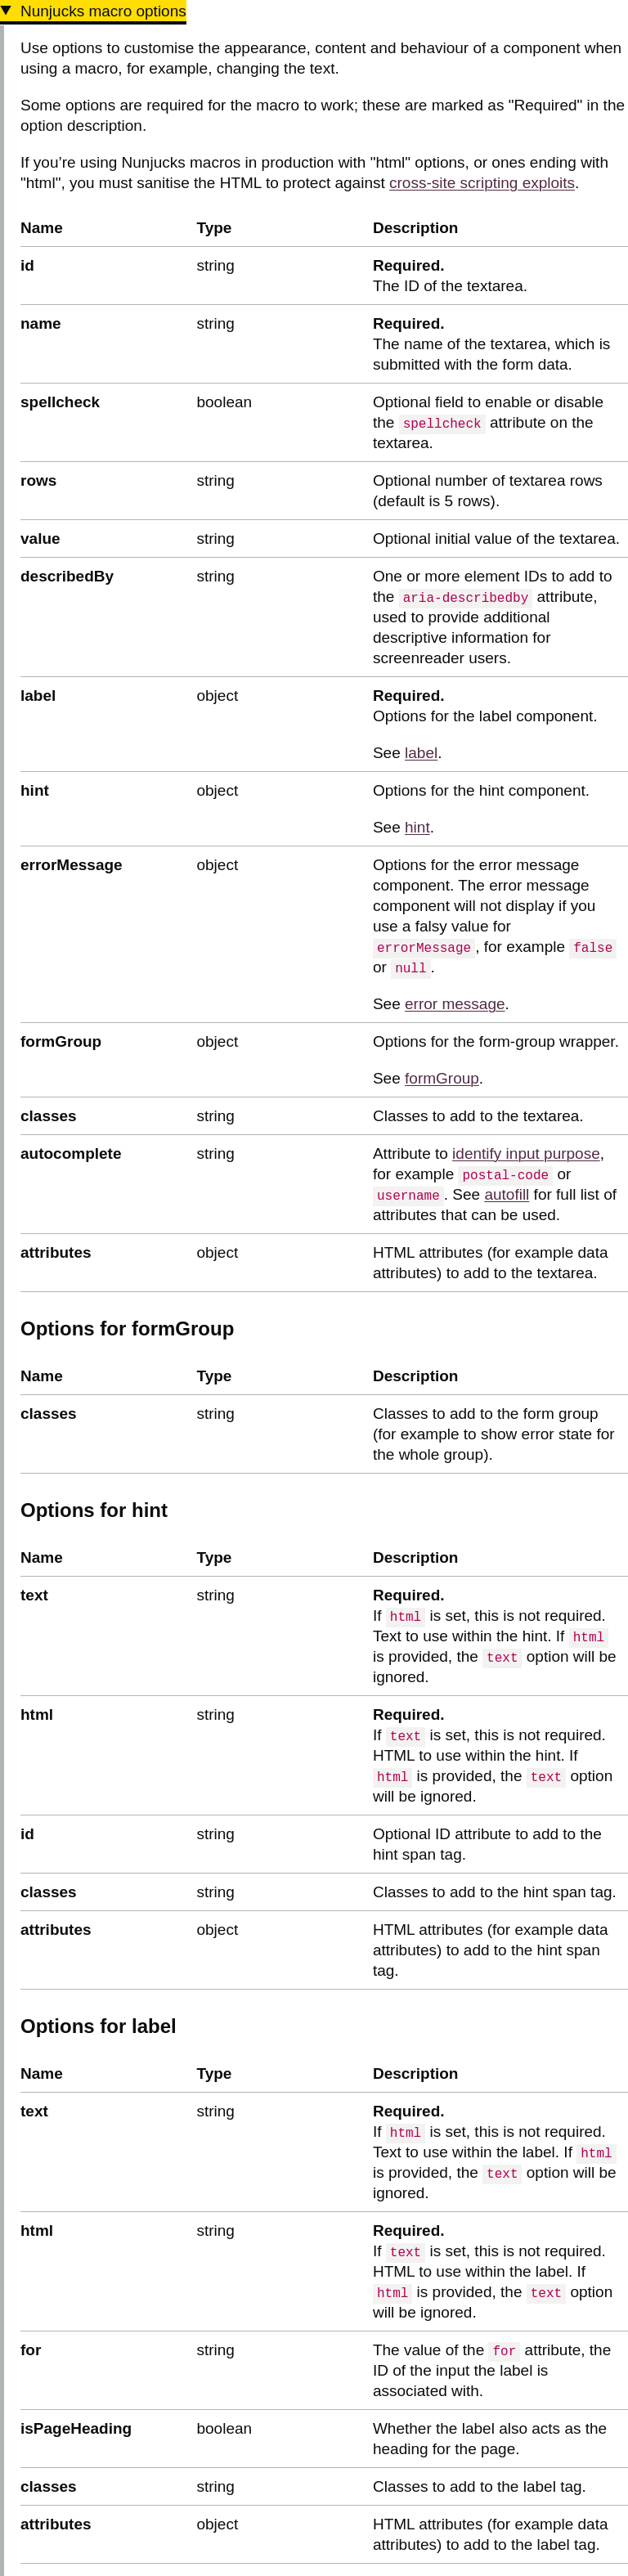 Nunjucks macro options
Use options to customise the appearance, content and behaviour of a component when
using a macro, for example, changing the text.
Some options are required for the macro to work; these are marked as "Required" in the
option description.
If you’re using Nunjucks macros in production with "html" options, or ones ending with
"html", you must sanitise the HTML to protect against cross-site scripting exploits.
Name Type Description
id string Required.
The ID of the textarea.
name string Required.
The name of the textarea, which is
submitted with the form data.
spellcheck boolean Optional field to enable or disable
the spellcheck attribute on the
textarea.
rows string Optional number of textarea rows
(default is 5 rows).
value string Optional initial value of the textarea.
describedBy string One or more element IDs to add to
the aria-describedby attribute,
used to provide additional
descriptive information for
screenreader users.
label object Required.
Options for the label component.
See label.
hint object Options for the hint component.
See hint.
errorMessage object Options for the error message
component. The error message
component will not display if you
use a falsy value for
errorMessage, for example false
or null.
See error message.
formGroup object Options for the form-group wrapper.
See formGroup.
classes string Classes to add to the textarea.
autocomplete string Attribute to identify input purpose,
for example postal-code or
username. See autofill for full list of
attributes that can be used.
attributes object HTML attributes (for example data
attributes) to add to the textarea.
Options for formGroup
Name Type Description
classes string Classes to add to the form group
(for example to show error state for
the whole group).
Options for hint
Name Type Description
text string Required.
If html is set, this is not required.
Text to use within the hint. If html
is provided, the text option will be
ignored.
html string Required.
If text is set, this is not required.
HTML to use within the hint. If
html is provided, the text option
will be ignored.
id string Optional ID attribute to add to the
hint span tag.
classes string Classes to add to the hint span tag.
attributes object HTML attributes (for example data
attributes) to add to the hint span
tag.
Options for label
Name Type Description
text string Required.
If html is set, this is not required.
Text to use within the label. If html
is provided, the text option will be
ignored.
html string Required.
If text is set, this is not required.
HTML to use within the label. If
html is provided, the text option
will be ignored.
for string The value of the for attribute, the
ID of the input the label is
associated with.
isPageHeading boolean Whether the label also acts as the
heading for the page.
classes string Classes to add to the label tag.
attributes object HTML attributes (for example data
attributes) to add to the label tag.